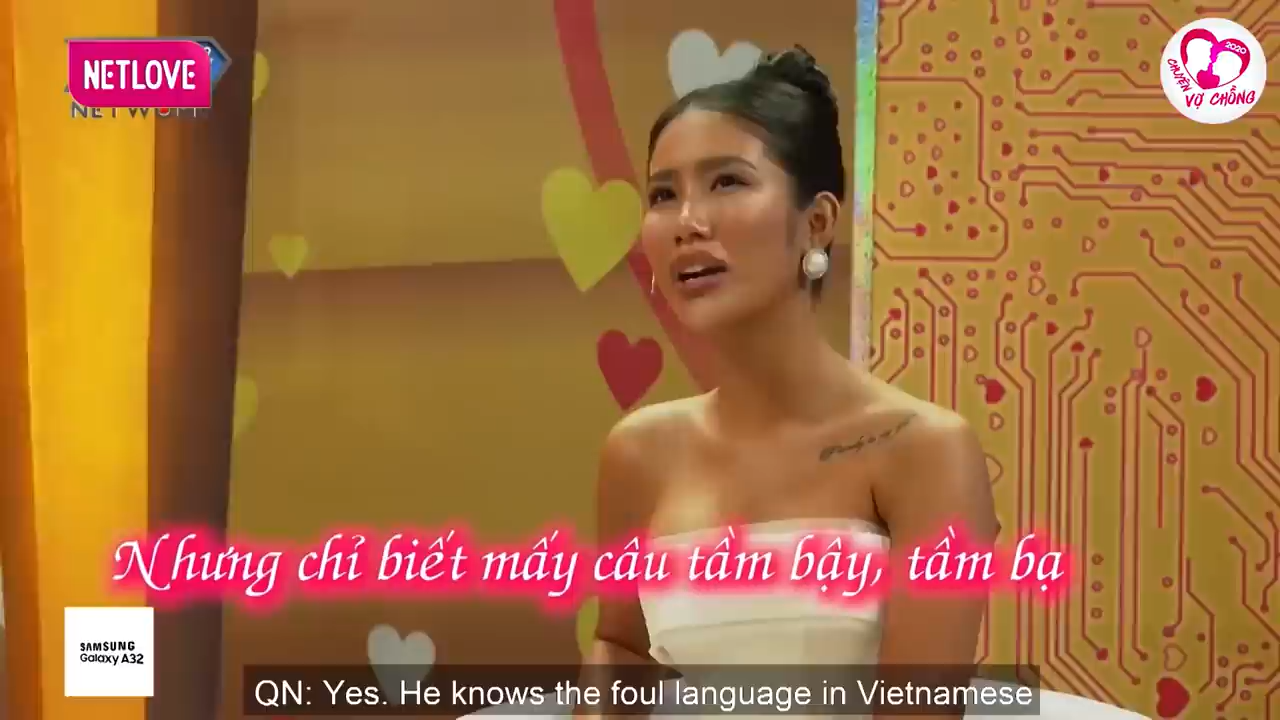 NETLOVE
NETWORK
2020
CHUYỆN
VỢ CHỒNG
Nhưng chỉ biết mấy câu tầm bậy, tầm bạ
SAMSUNG
Galaxy A32
QN: Yes. He knows the foul language in Vietnamese